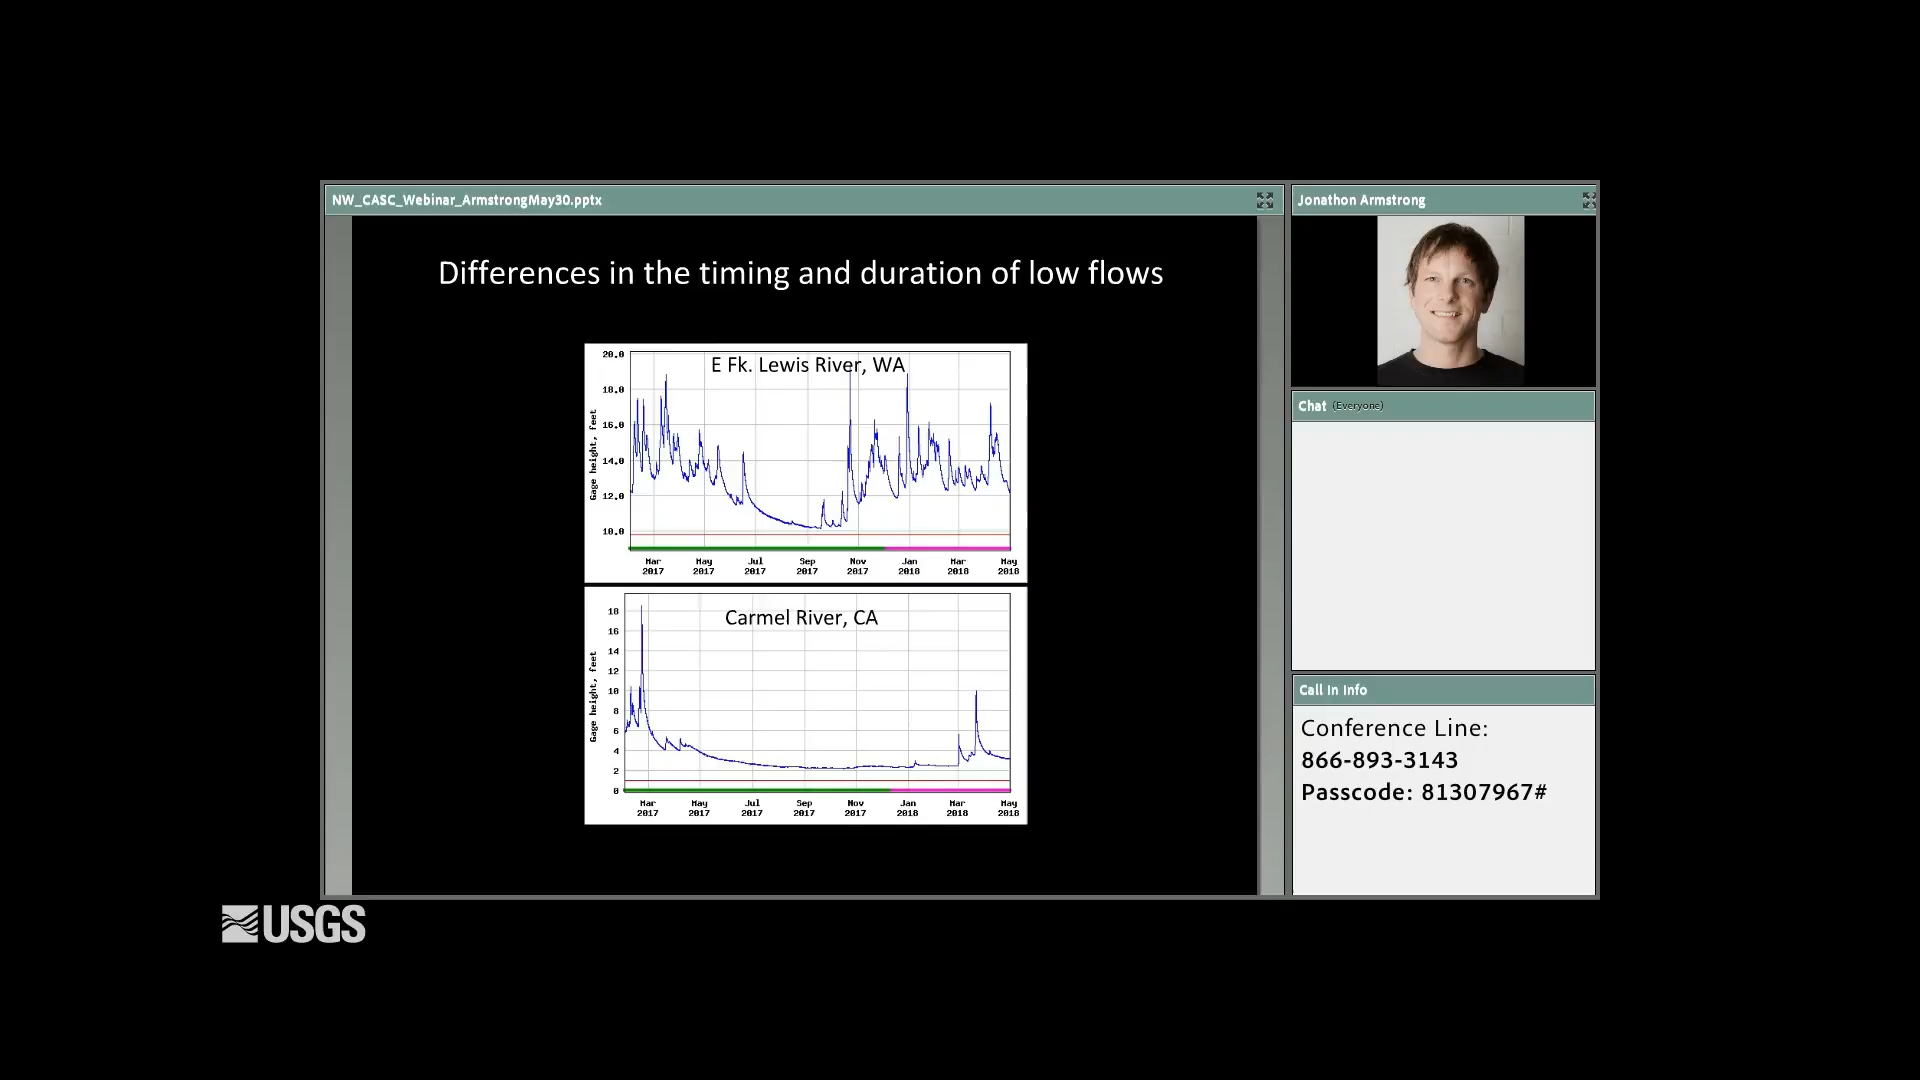 NW_CASC_Webinar_ArmstrongMay30.pptx
Differences in the timing and duration of low flows
E Fk. Lewis River, WA
Gage height, feet
20.0
18.0
16.0
14.0
12.0
10.0
Mar May Jul Sep Nov Jan Mar May
2017 2017 2017 2017 2017 2018 2018 2018
Carmel River, CA
Gage height, feet
18
16
14
12
10
8
6
4
2
0
Mar May Jul Sep Nov Jan Mar May
2017 2017 2017 2017 2017 2018 2018 2018
Jonathon Armstrong
Chat (Everyone)
Call In Info
Conference Line:
866-893-3143
Passcode: 81307967#
USGS